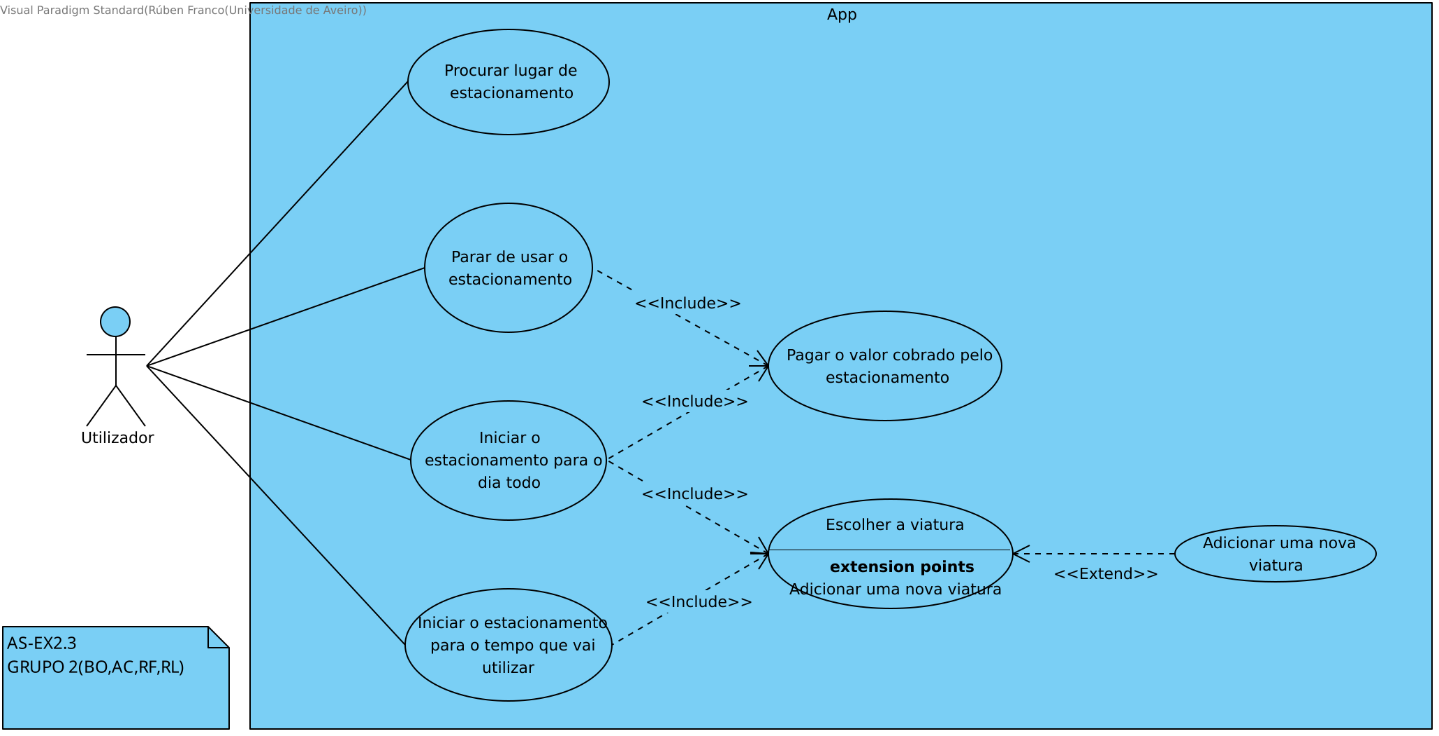 Visual Paradigm Standard(Rúben Franco(Universidade de Aveiro))
App
Procurar lugar de
estacionamento
Parar de usar o
estacionamento
<<Include>>
Pagar o valor cobrado pelo
estacionamento
<<Include>>
Utilizador
Iniciar o
estacionamento para o
dia todo
<<Include>>
Escolher a viatura
extension points
Adicionar uma nova viatura
Adicionar uma nova
viatura
<<Extend>>
<<Include>>
Iniciar o estacionamento
para o tempo que vai
utilizar
AS-EX2.3
GRUPO 2(BO,AC,RF,RL)